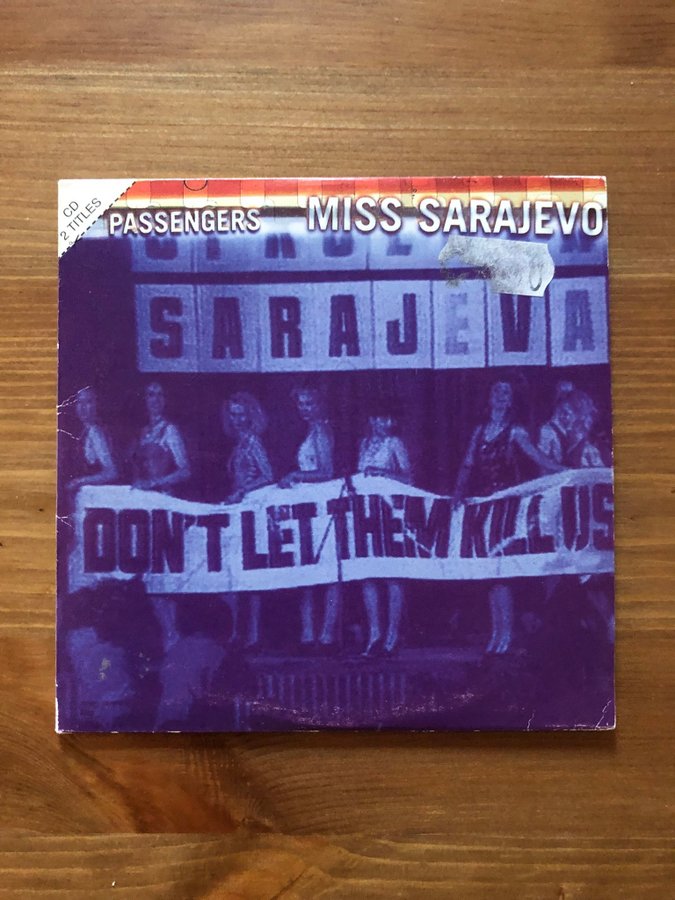 CD
2 TITLES
PASSENGERS
MISS SARAJEVO
SARAJEVA
DON'T LET THEM KILL US